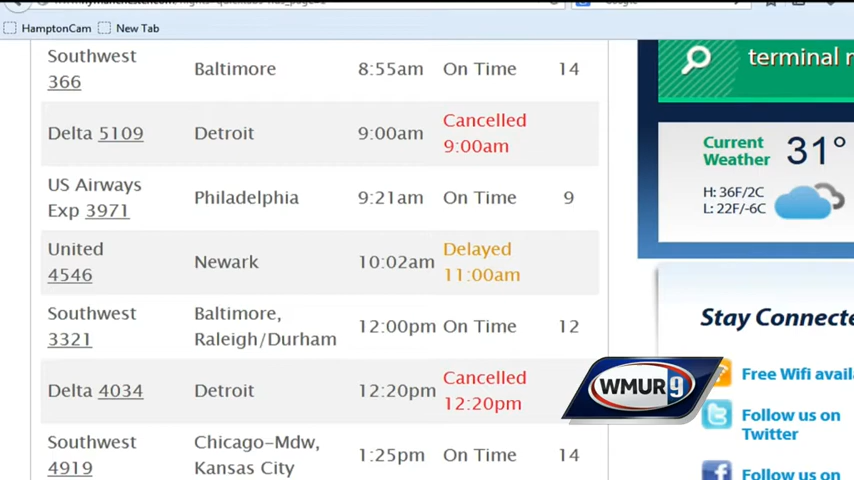 HamptonCam
New Tab
Southwest
366
Baltimore
8:55am
On Time
14
Delta 5109
Detroit
9:00am
Cancelled
9:00am
US Airways
Exp 3971
Philadelphia
9:21am
On Time
9
United
4546
Newark
10:02am
Delayed
11:00am
Southwest
3321
Baltimore,
Raleigh/Durham
12:00pm
On Time
12
Delta 4034
Detroit
12:20pm
Cancelled
12:20pm
Southwest
4919
Chicago-Mdw,
Kansas City
1:25pm
On Time
14
terminal
Current
Weather
31°
H: 36F/2C
L: 22F/-6C
Stay
Free Wifi
Follow us on
Twitter
Follow us on
WMUR 9